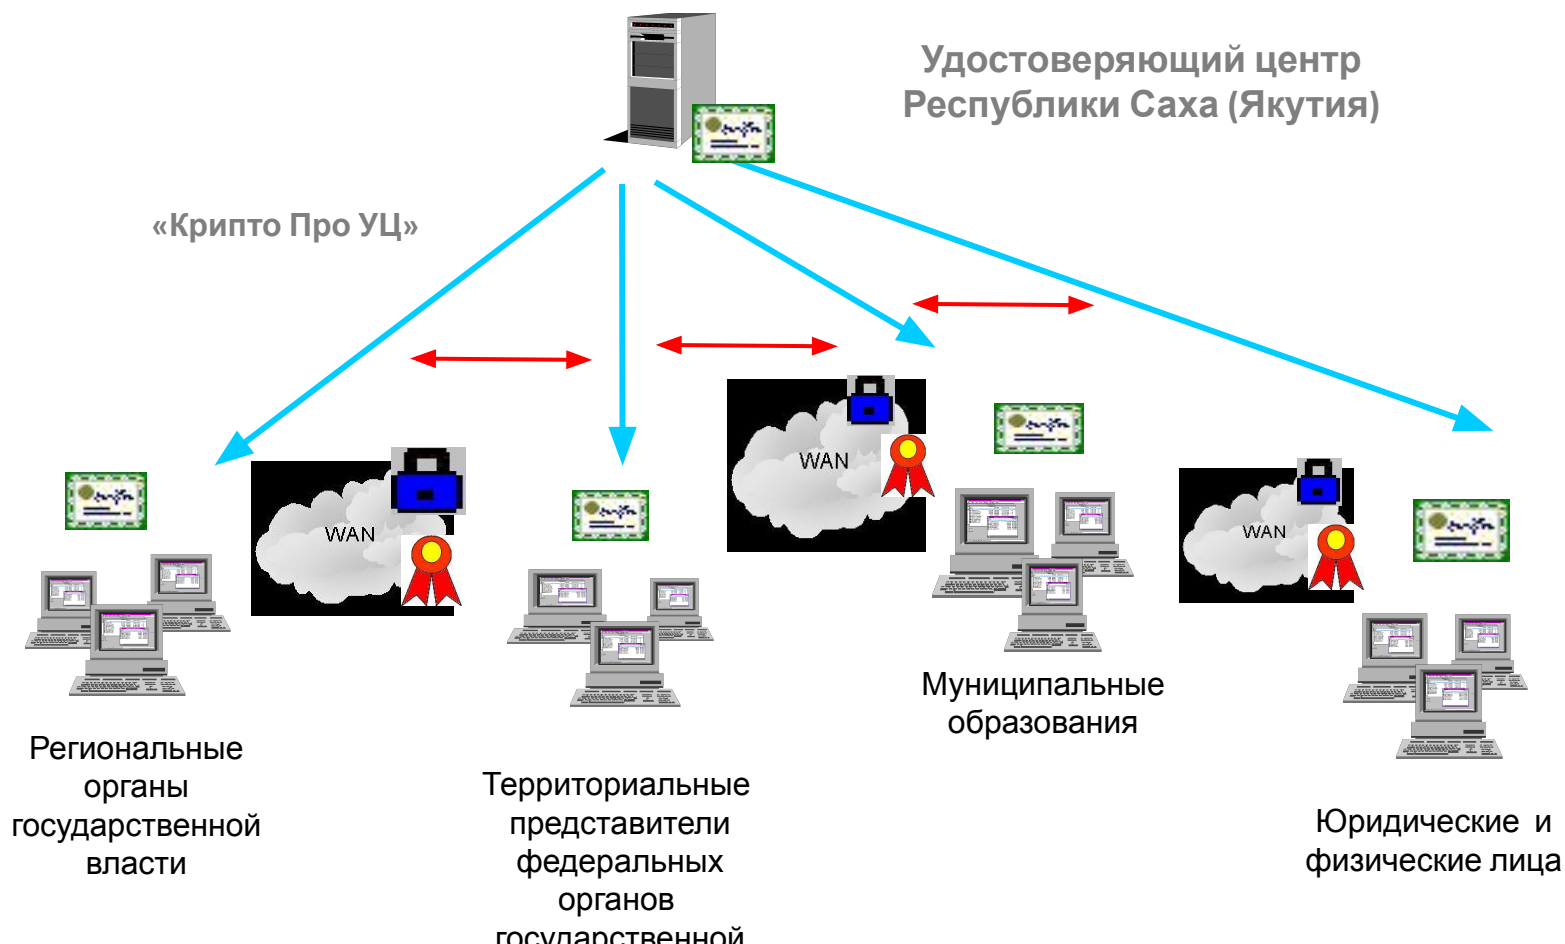 Удостоверяющий центр
Республики Саха (Якутия)
«Крипто Про УЦ»
WAN
WAN
WAN
Муниципальные
образования
Региональные
органы
государственной
власти
Территориальные
представители
федеральных
органов
государственной
Юридические и
физические лица